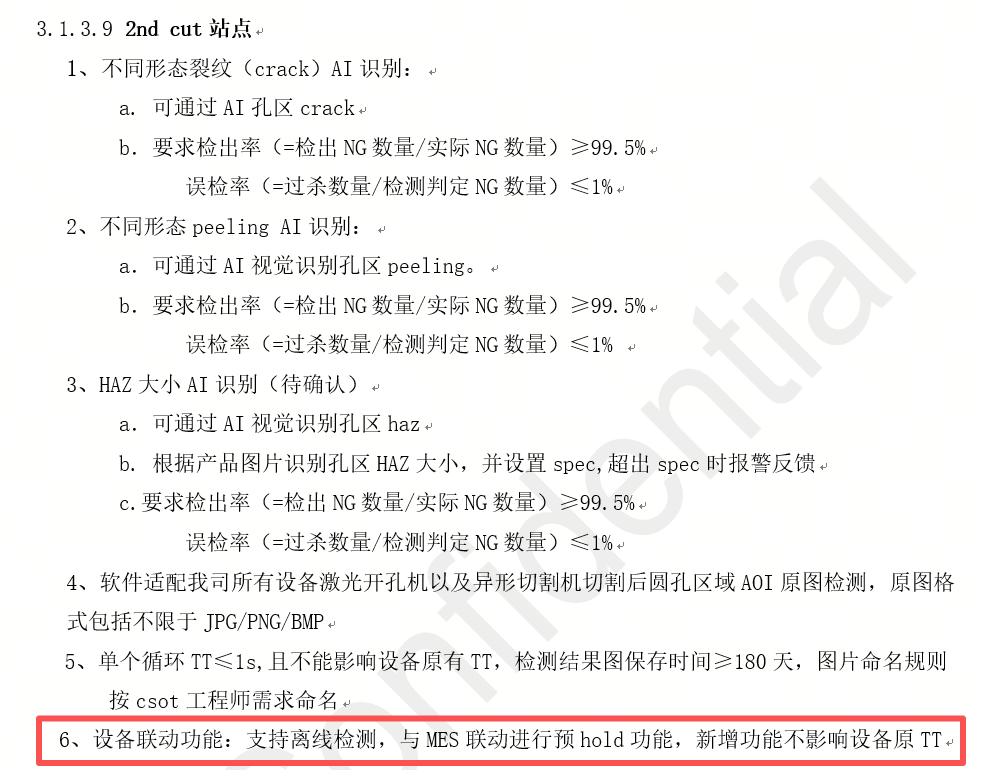 3.1.3.9 2nd cut 站点
1、不同形态裂纹（crack）AI 识别：
a. 可通过 AI 孔区 crack
b. 要求检出率（=检出 NG 数量/实际 NG 数量）≥99.5%
误检率（=过杀数量/检测判定 NG 数量）≤1%
2、不同形态 peeling AI 识别：
a. 可通过 AI 视觉识别孔区 peeling。
b. 要求检出率（=检出 NG 数量/实际 NG 数量）≥99.5%
误检率（=过杀数量/检测判定 NG 数量）≤1%
3、HAZ 大小 AI 识别（待确认）
a. 可通过 AI 视觉识别孔区 haz
b. 根据产品图片识别孔区 HAZ 大小，并设置 spec,超出 spec 时报警反馈
c.要求检出率（=检出 NG 数量/实际 NG 数量）≥99.5%
误检率（=过杀数量/检测判定 NG 数量）≤1%
4、软件适配我司所有设备激光开孔机以及异形切割机切割后圆孔区域 AOI 原图检测，原图格
式包括不限于 JPG/PNG/BMP
5、单个循环 TT≤1s,且不能影响设备原有 TT，检测结果图保存时间≥180 天，图片命名规则
按 csot 工程师需求命名
6、设备联动功能：支持离线检测，与 MES 联动进行预 hold 功能，新增功能不影响设备原 TT
Confidential